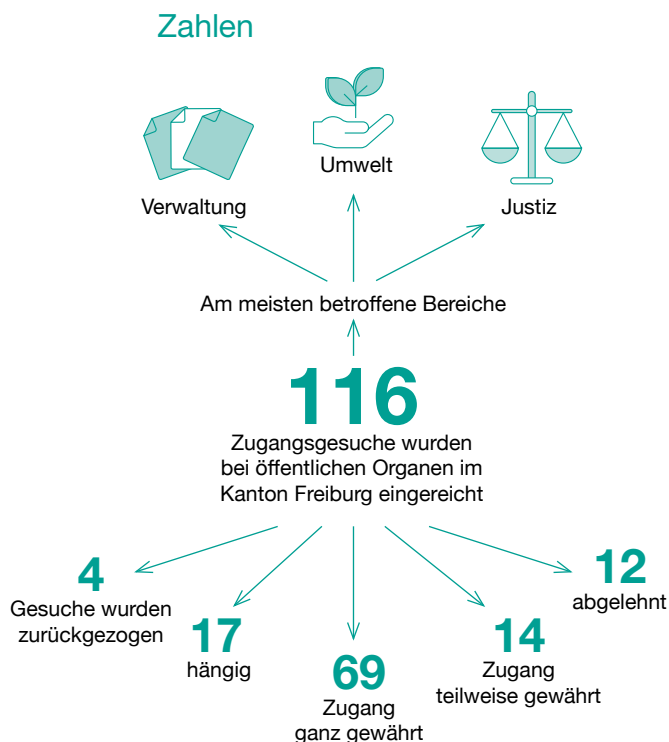 Zahlen
Verwaltung
Umwelt
Justiz
Am meisten betroffene Bereiche
116
Zugangsgesuche wurden
bei öffentlichen Organen im
Kanton Freiburg eingereicht
4
Gesuche wurden
zurückgezogen
17
hängig
69
Zugang
ganz gewährt
14
Zugang
teilweise gewährt
12
abgelehnt